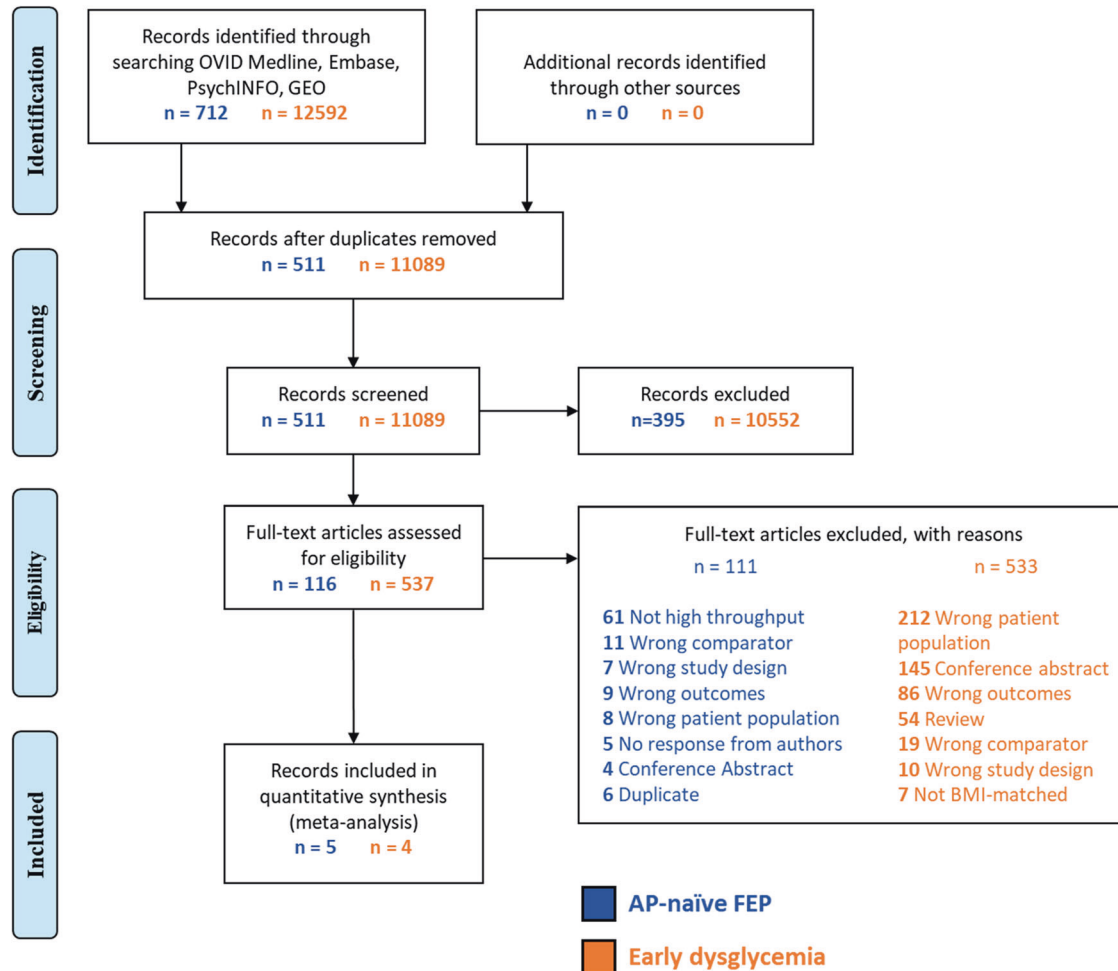 Identification
Records identified through
searching OVID Medline, Embase,
PsychINFO, GEO
n = 712 n = 12592
Additional records identified
through other sources
n = 0 n = 0
Records after duplicates removed
n = 511 n = 11089
Screening
Records screened
n = 511 n = 11089
Records excluded
n=395 n = 10552
Eligibility
Full-text articles assessed
for eligibility
n = 116 n = 537
Full-text articles excluded, with reasons
n = 111 n = 533
61 Not high throughput
11 Wrong comparator
7 Wrong study design
9 Wrong outcomes
8 Wrong patient population
5 No response from authors
4 Conference Abstract
6 Duplicate
212 Wrong patient
population
145 Conference abstract
86 Wrong outcomes
54 Review
19 Wrong comparator
10 Wrong study design
7 Not BMI-matched
Included
Records included in
quantitative synthesis
(meta-analysis)
n = 5 n = 4
AP-naïve FEP
Early dysglycemia